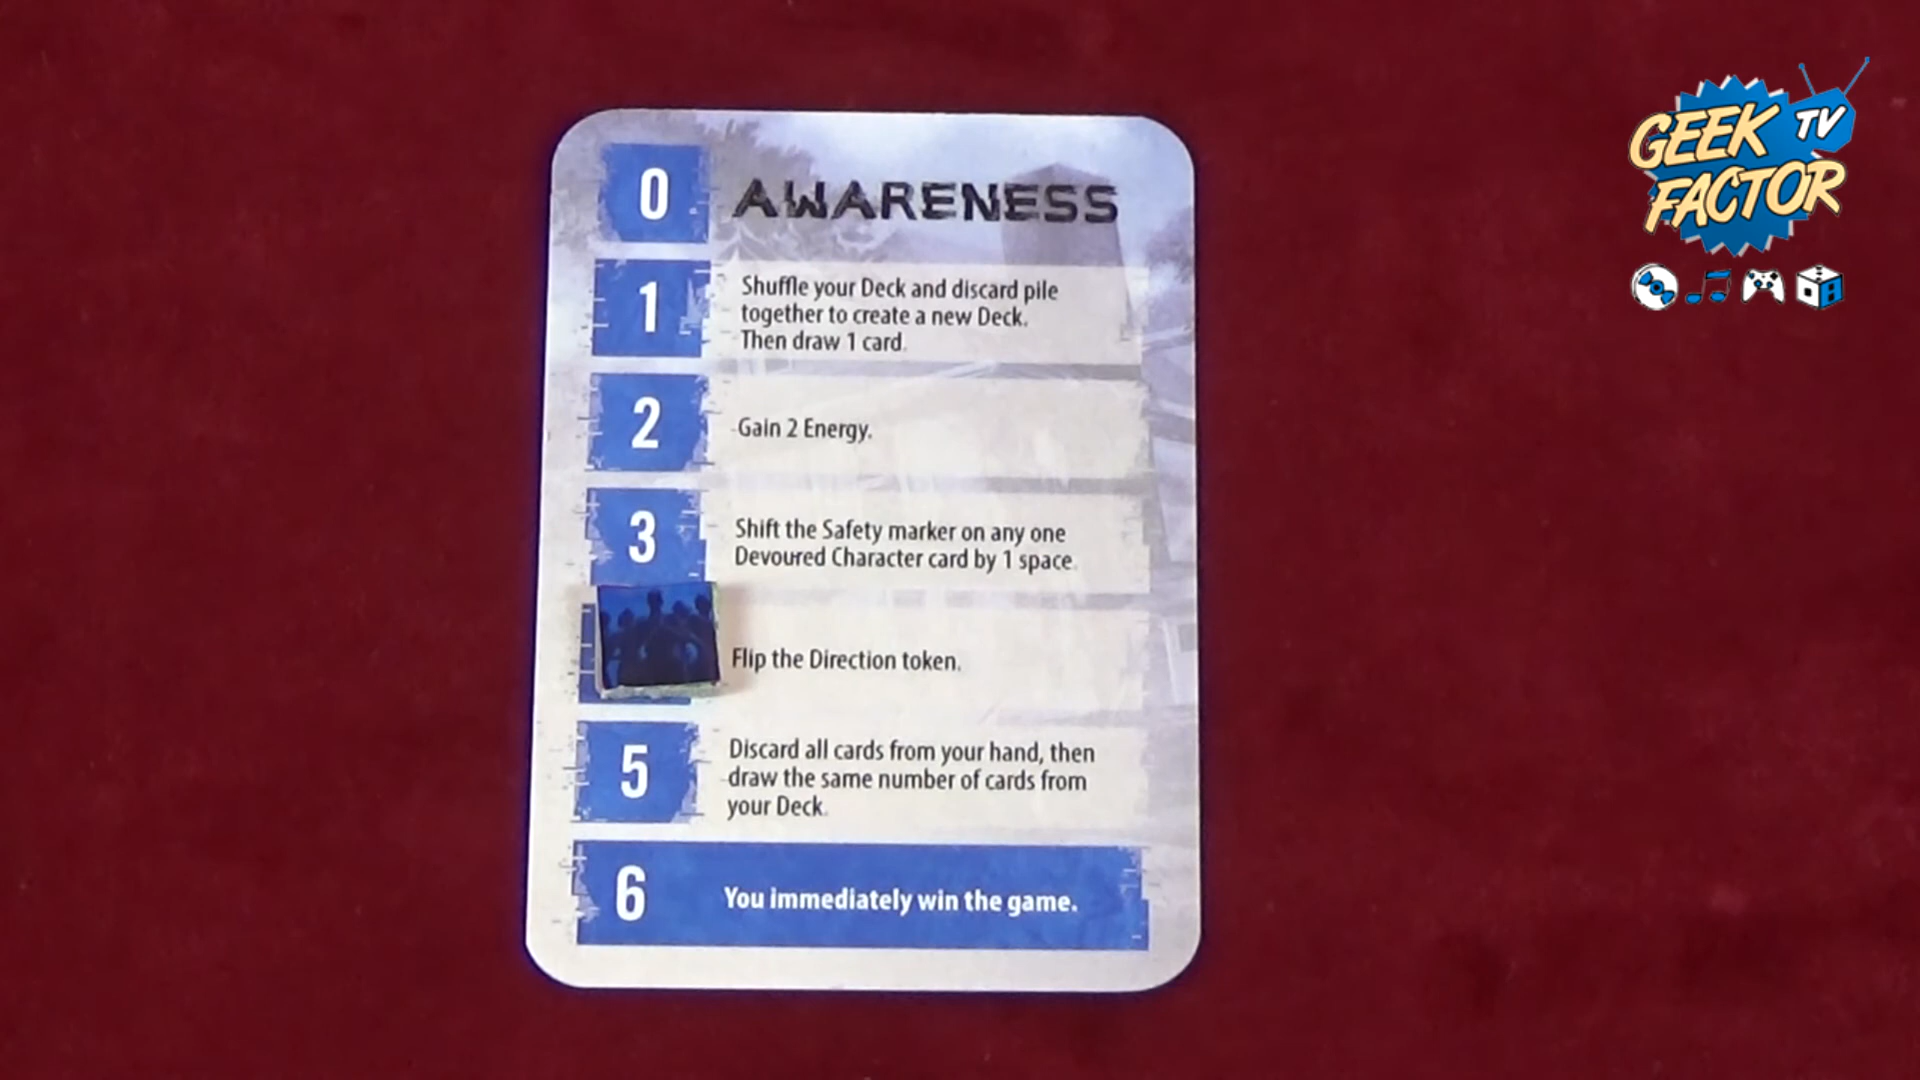 0
AWARENESS
1
Shuffle your Deck and discard pile
together to create a new Deck.
Then draw 1 card.
2
Gain 2 Energy.
3
Shift the Safety marker on any one
Devoured Character card by 1 space.
Flip the Direction token.
5
Discard all cards from your hand, then
draw the same number of cards from
your Deck.
6
You immediately win the game.
GEEK
TV
FACTOR